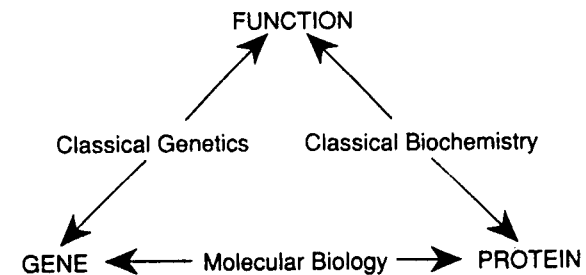 FUNCTION
Classical Genetics
Classical Biochemistry
GENE
Molecular Biology
PROTEIN